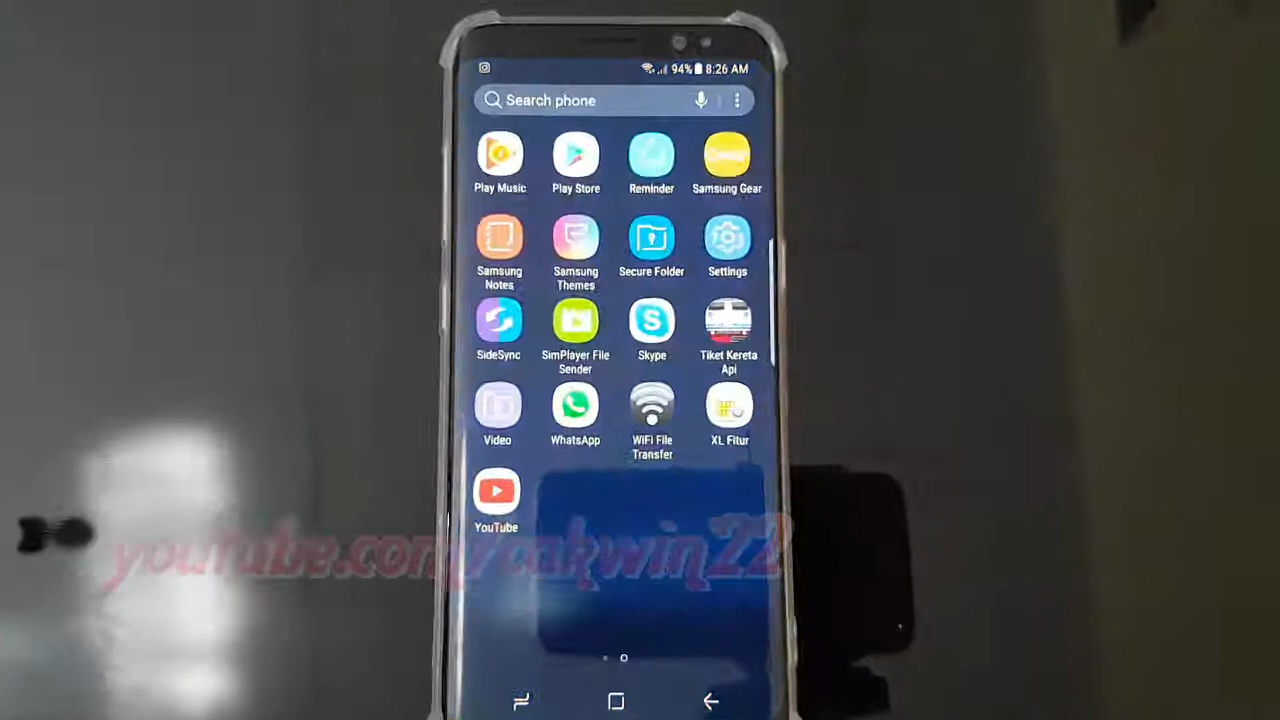 94% 8:26 AM
Search phone
Play Music
Play Store
Reminder
Samsung Gear
Samsung Notes
Samsung Themes
Secure Folder
Settings
SideSync
SimPlayer File Sender
Skype
Tiket Kereta Api
Video
WhatsApp
WiFi File Transfer
XL Fitur
YouTube
youtube.com/cakwin22